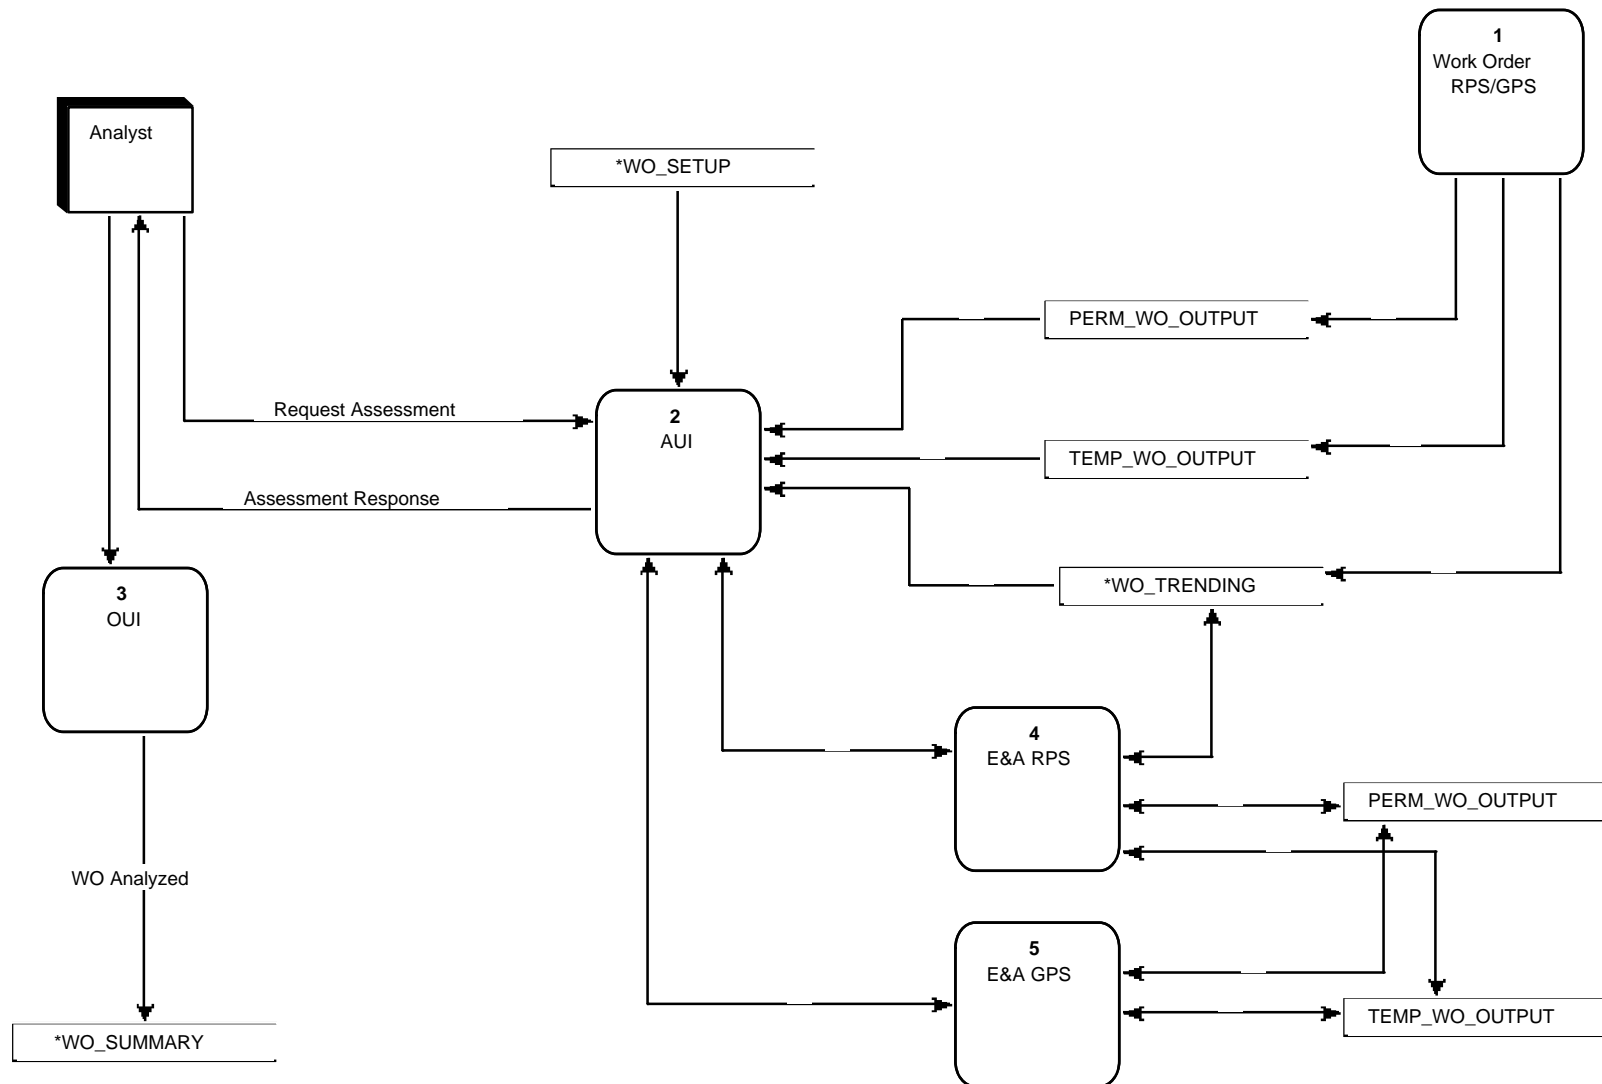 1
Work Order
RPS/GPS
Analyst
*WO_SETUP
PERM_WO_OUTPUT
Request Assessment
2
AUI
TEMP_WO_OUTPUT
Assessment Response
*WO_TRENDING
3
OUI
4
E&A RPS
PERM_WO_OUTPUT
WO Analyzed
5
E&A GPS
TEMP_WO_OUTPUT
*WO_SUMMARY